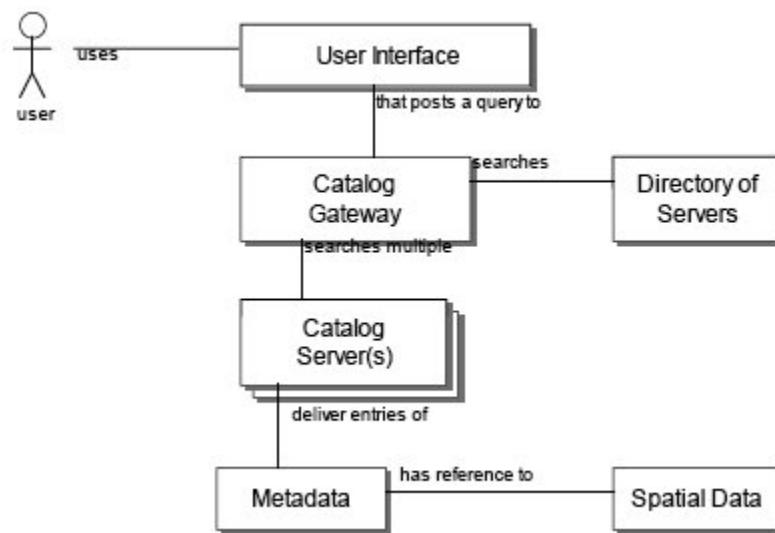 uses
User Interface
user
that posts a query to
Catalog
Gateway
searches
Directory of
Servers
searches multiple
Catalog
Server(s)
deliver entries of
Metadata
has reference to
Spatial Data